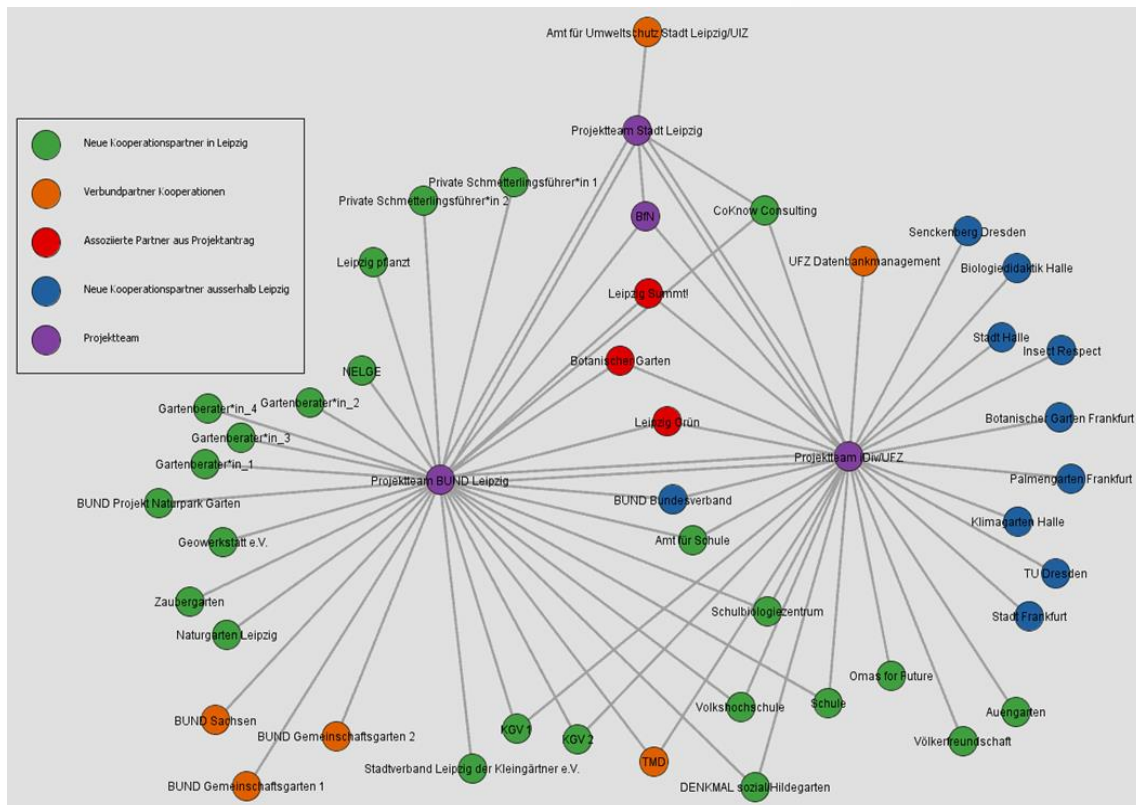 Amt für Umweltschutz Stadt Leipzig/UIZ
Neue Kooperationspartner in Leipzig
Verbundpartner Kooperationen
Assoziierte Partner aus Projektantrag
Neue Kooperationspartner ausserhalb Leipzig
Projektteam
Projektteam Stadt Leipzig
Private Schmetterlingsführer*in 1
Private Schmetterlingsführer*in 2
CoKnow Consulting
BfN
Senckenberg Dresden
Leipzig pflanzt
UFZ Datenbankmanagement
Biologiedidaktik Halle
Leipzig Summt!
Stadt Halle
Insect Respect
Botanischer Garten
NELGE
Gartenberater*in_4
Gartenberater*in_2
Leipzig Grün
Botanischer Garten Frankfurt
Gartenberater*in_3
Gartenberater*in_1
Projektteam iDiv/UFZ
Projektteam BUND Leipzig
Palmengarten Frankfurt
BUND Projekt Naturpark Garten
BUND Bundesverband
Klimagarten Halle
Geowerkstatt e.V.
Amt für Schule
TU Dresden
Zaubergarten
Schulbiologiezentrum
Stadt Frankfurt
Naturgarten Leipzig
Omas for Future
Schule
Volkshochschule
Auengarten
BUND Sachsen
KGV 1
BUND Gemeinschaftsgarten 2
KGV 2
Völkerfreundschaft
TMD
Stadtverband Leipzig der Kleingärtner e.V.
BUND Gemeinschaftsgarten 1
DENKMAL sozial/Hildegarten